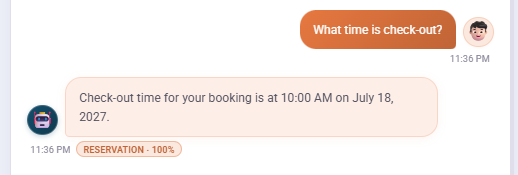 What time is check-out?
11:36 PM
Check-out time for your booking is at 10:00 AM on July 18,
2027.
11:36 PM RESERVATION · 100%